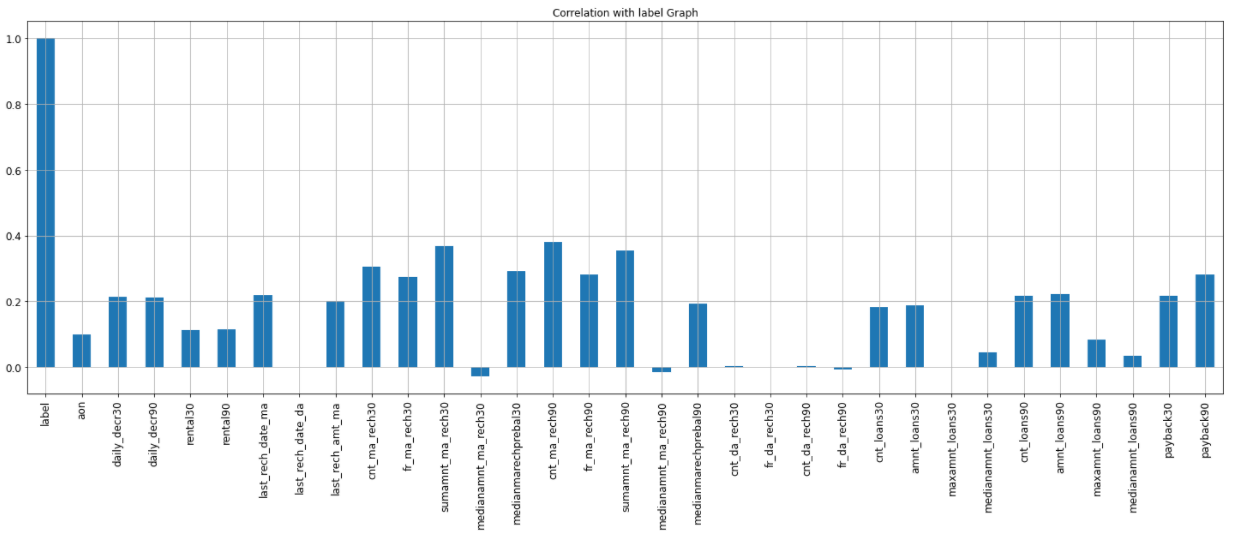 Correlation with label Graph
1.0
0.8
0.6
0.4
0.2
0.0
label
aon
daily_decr30
daily_decr90
rental30
rental90
last_rech_date_ma
last_rech_date_da
last_rech_amt_ma
cnt_ma_rech30
fr_ma_rech30
sumamnt_ma_rech30
medianamnt_ma_rech30
medianmarechprebal30
cnt_ma_rech90
fr_ma_rech90
sumamnt_ma_rech90
medianamnt_ma_rech90
medianmarechprebal90
cnt_da_rech30
fr_da_rech30
cnt_da_rech90
fr_da_rech90
cnt_loans30
amnt_loans30
maxamnt_loans30
medianamnt_loans30
cnt_loans90
amnt_loans90
maxamnt_loans90
medianamnt_loans90
payback30
payback90